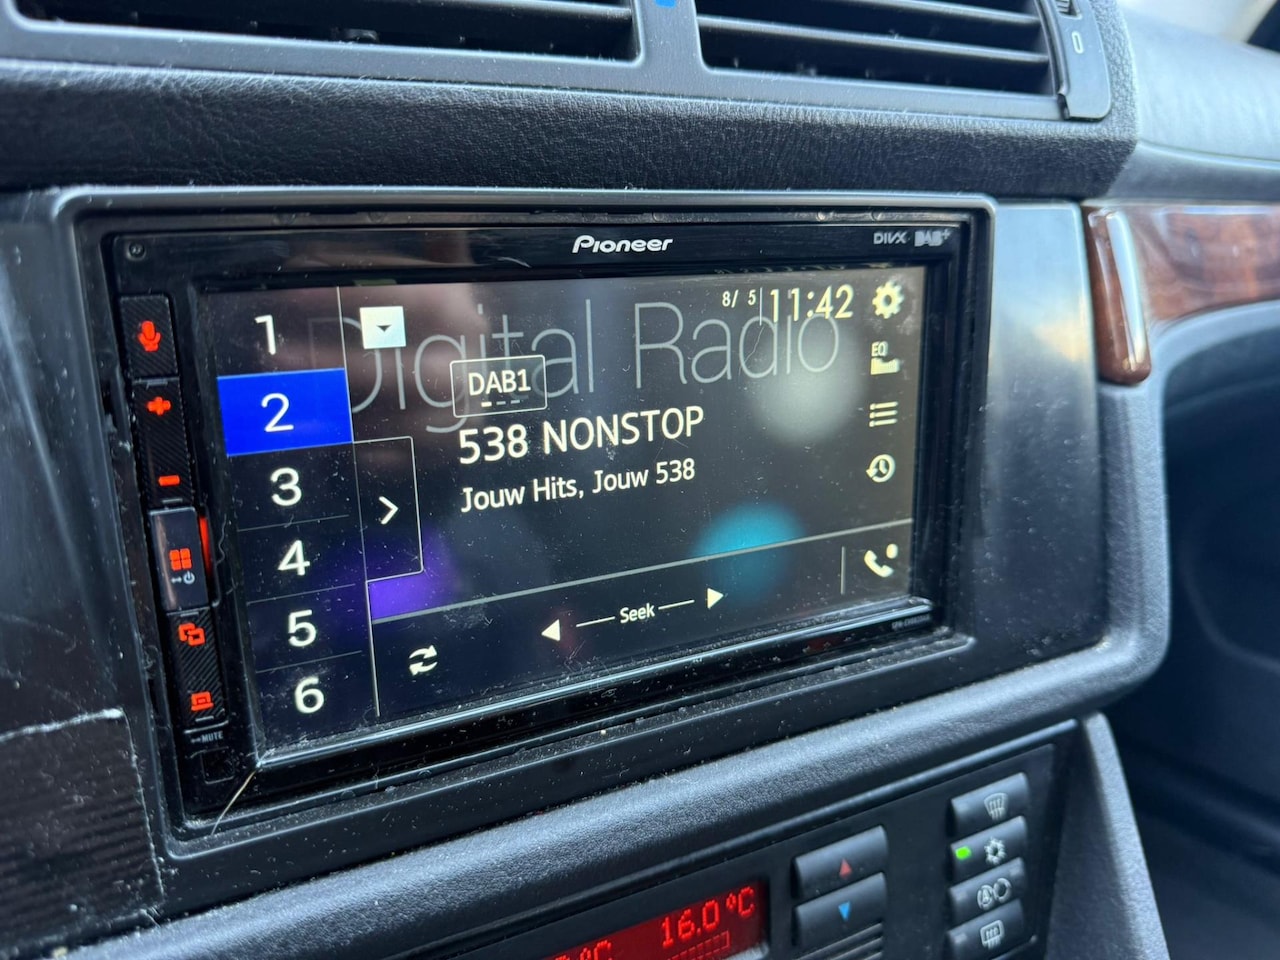 Pioneer
DIVX DAB+
Digital Radio
8/ 5
11:42
EQ
1
2
3
4
5
6
DAB1
538 NONSTOP
Jouw Hits, Jouw 538
Seek
MUTE
16.0°C
°C